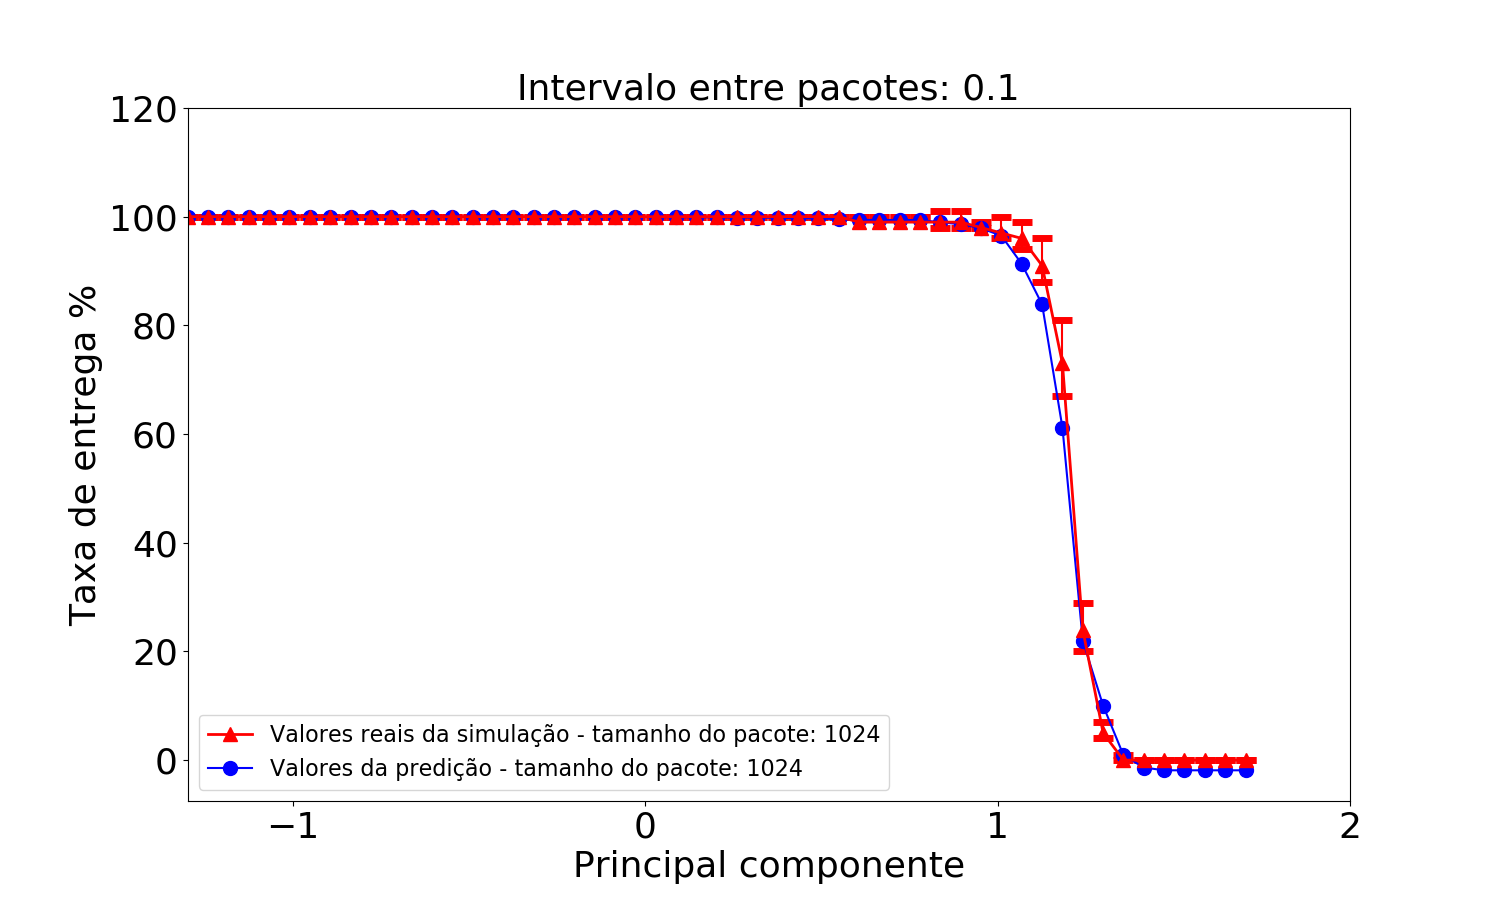 Intervalo entre pacotes: 0.1
120
100
80
60
40
20
0
Taxa de entrega %
Valores reais da simulação - tamanho do pacote: 1024
Valores da predição - tamanho do pacote: 1024
−1 0 1 2
Principal componente